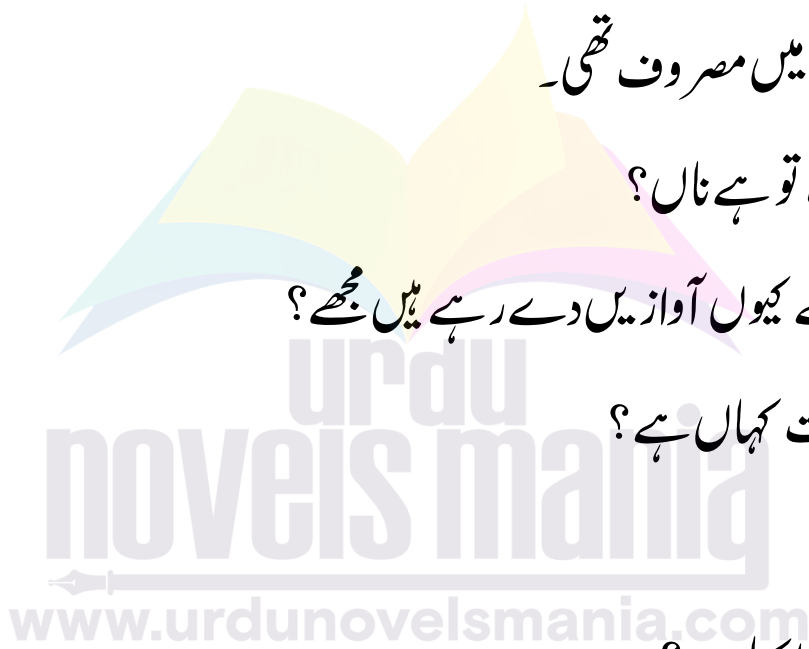 میں مصروف تھی۔
تو ہے ناں؟
کیوں آوازیں دے رہے ہیں مجھے؟
کہاں ہے؟
urdu
novels mania
www.urdunovelsmania.com